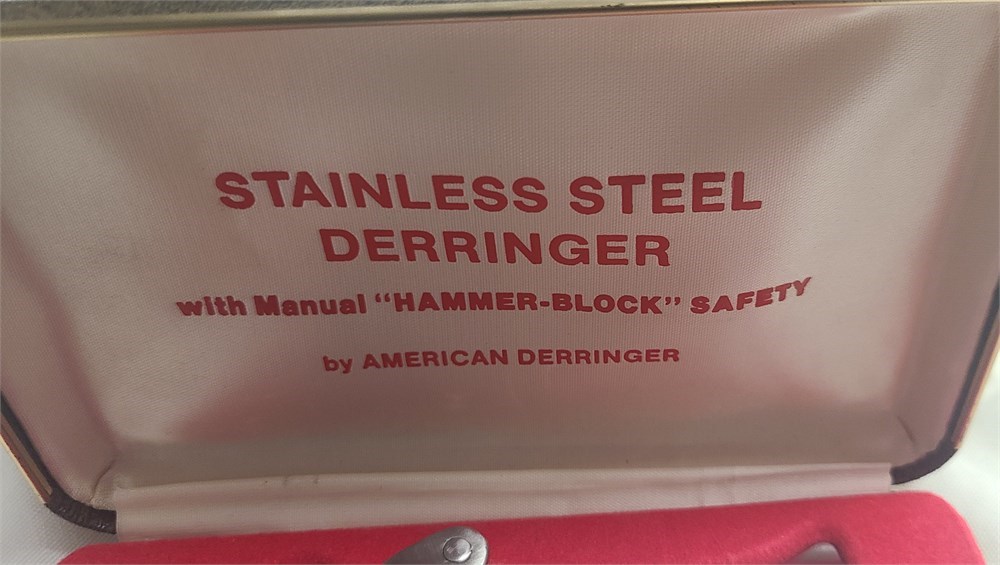 STAINLESS STEEL
DERRINGER
with Manual “HAMMER-BLOCK” SAFETY
by AMERICAN DERRINGER